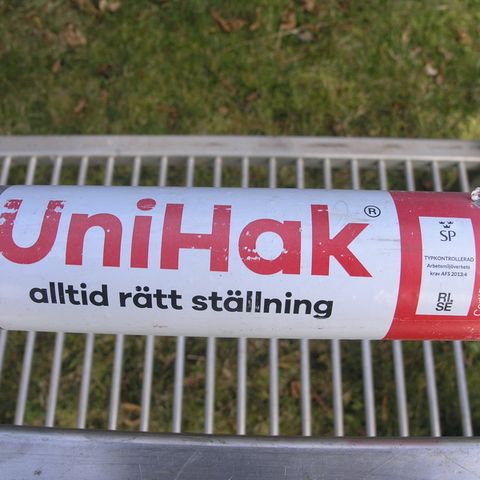 UniHak®
alltid rätt ställning
SP
TYPKONTROLLERAD
Arbetsmiljöverkets
krav AFS 2013:4
RI.
SE